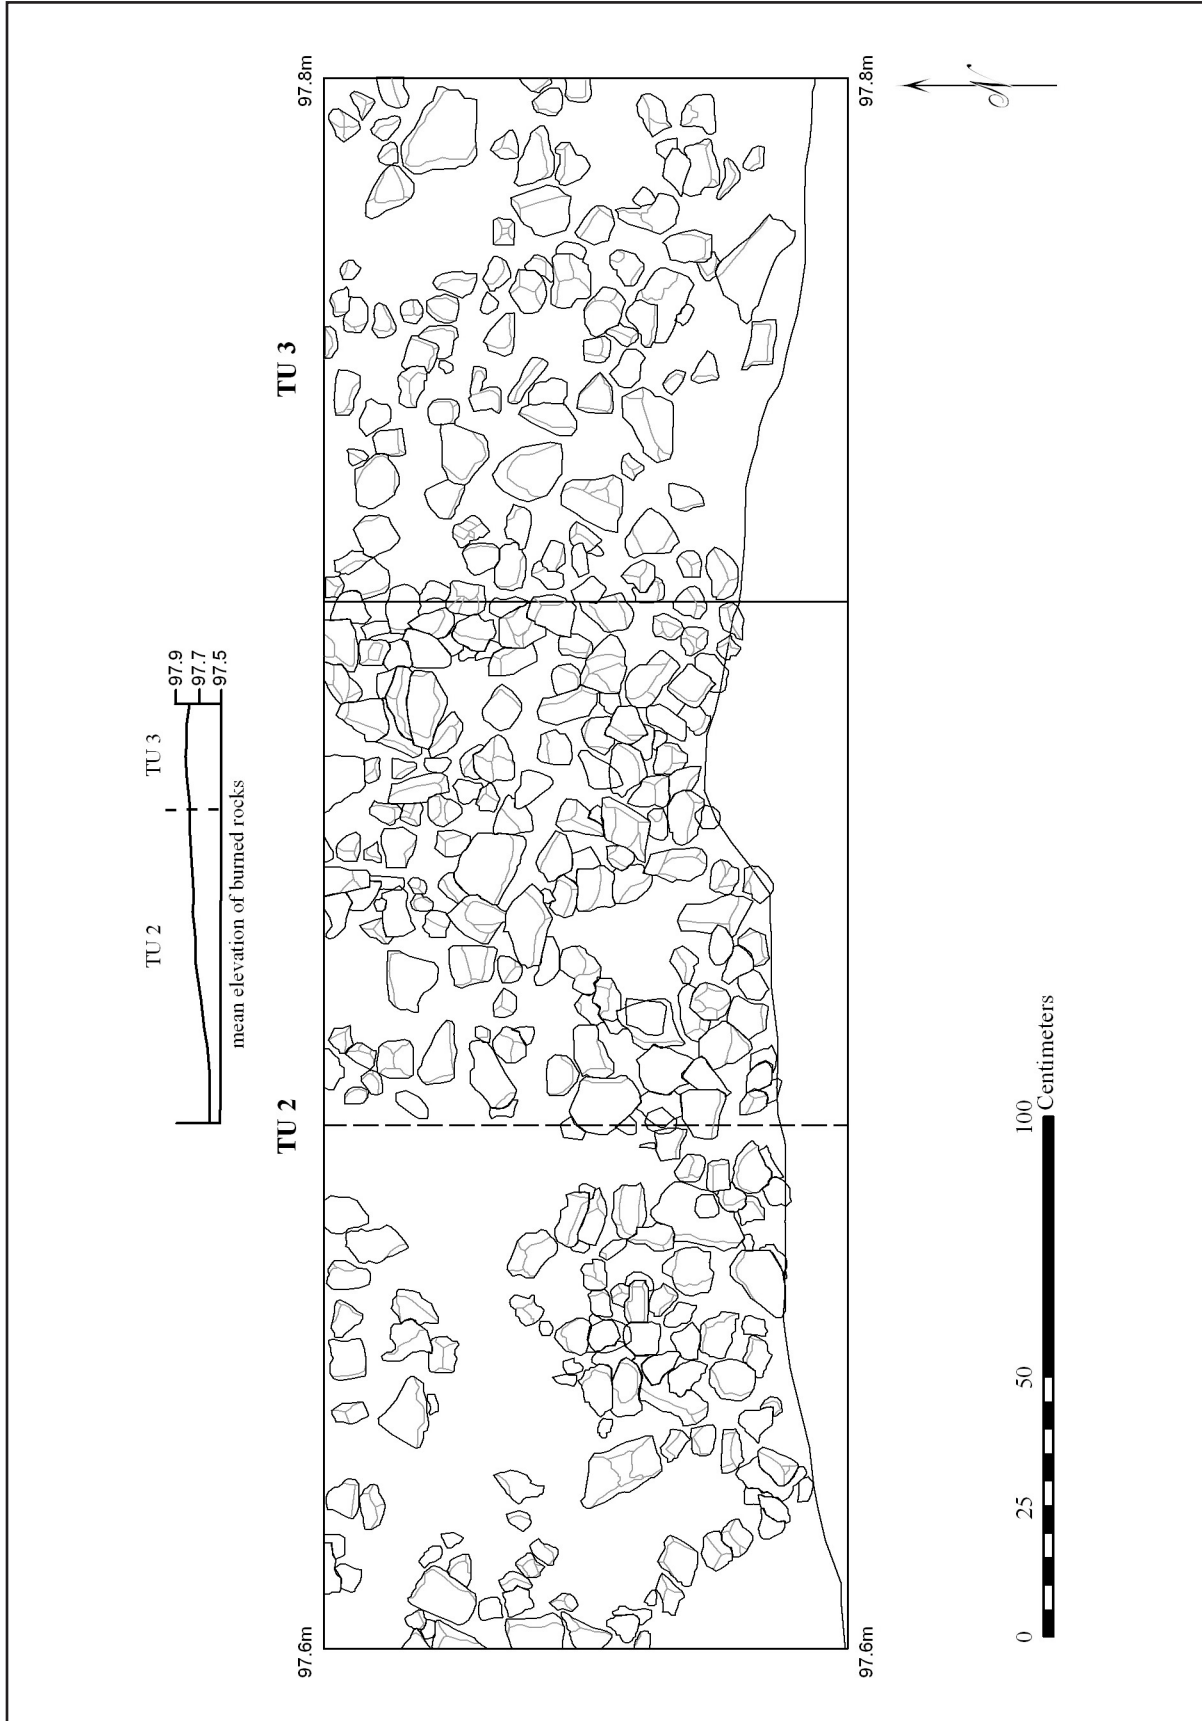 TU 2
TU 3
97.9
97.7
97.5
mean elevation of burned rocks
TU 2
TU 3
97.6m
97.8m
97.6m
97.8m
N
0
25
50
100
Centimeters